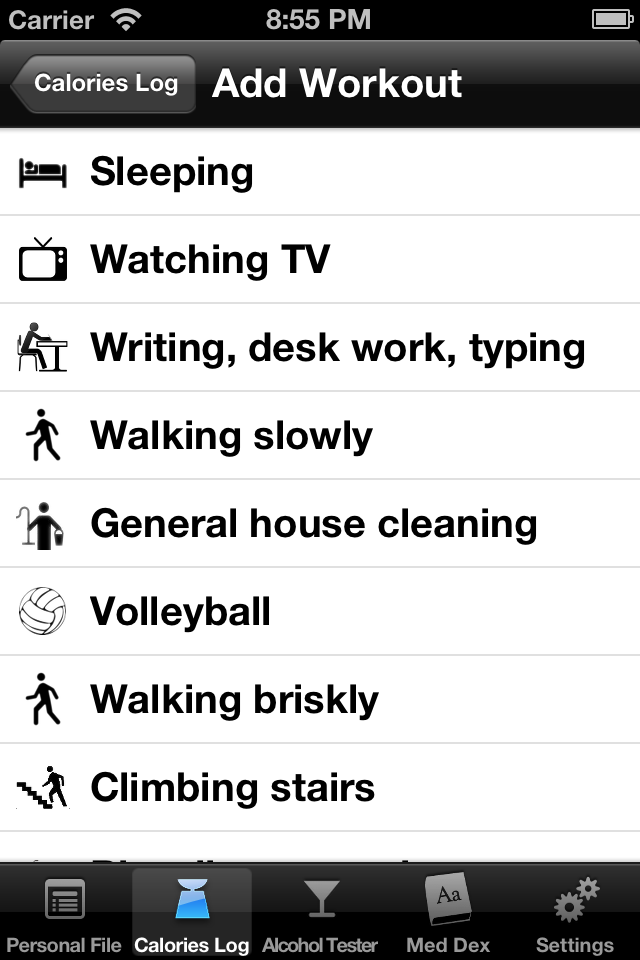 Carrier 8:55 PM
Calories Log Add Workout
Sleeping
Watching TV
Writing, desk work, typing
Walking slowly
General house cleaning
Volleyball
Walking briskly
Climbing stairs
Aa
Personal File Calories Log Alcohol Tester Med Dex Settings